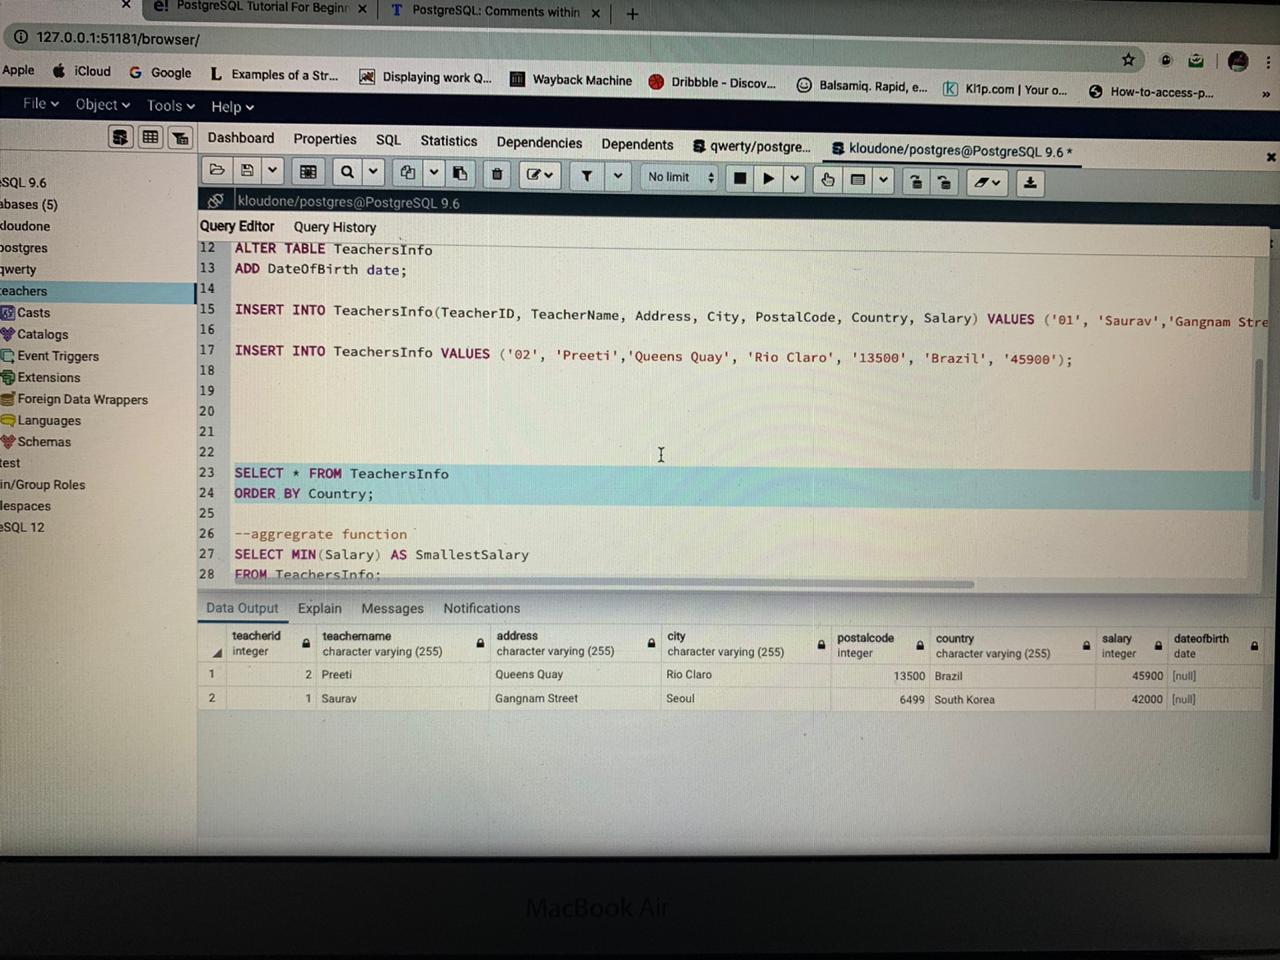 e! PostgreSQL Tutorial For Beginn × T PostgreSQL: Comments within × +
127.0.0.1:51181/browser/
Apple iCloud Google Examples of a Str... Displaying work Q... Wayback Machine Dribbble - Discov... Balsamiq. Rapid, e... Kl1p.com | Your o... How-to-access-p... »
File Object Tools Help
Dashboard Properties SQL Statistics Dependencies Dependents qwerty/postgre... kloudone/postgres@PostgreSQL 9.6 *
No limit
kloudone/postgres@PostgreSQL 9.6
Query Editor Query History
eSQL 9.6
abases (5)
kloudone
postgres
qwerty
teachers
Casts
Catalogs
Event Triggers
Extensions
Foreign Data Wrappers
Languages
Schemas
test
in/Group Roles
lespaces
eSQL 12
12 ALTER TABLE TeachersInfo
13 ADD DateOfBirth date;
14
15 INSERT INTO TeachersInfo(TeacherID, TeacherName, Address, City, PostalCode, Country, Salary) VALUES ('01', 'Saurav','Gangnam Stre
16
17 INSERT INTO TeachersInfo VALUES ('02', 'Preeti','Queens Quay', 'Rio Claro', '13500', 'Brazil', '45900');
18
19
20
21
22
23 SELECT * FROM TeachersInfo
24 ORDER BY Country;
25
26 --aggregrate function
27 SELECT MIN(Salary) AS SmallestSalary
28 FROM TeachersInfo;
Data Output Explain Messages Notifications
teacherid teachername address city postalcode country salary dateofbirth
integer character varying (255) character varying (255) character varying (255) integer character varying (255) integer date
1 2 Preeti Queens Quay Rio Claro 13500 Brazil 45900 [null]
2 1 Saurav Gangnam Street Seoul 6499 South Korea 42000 [null]
MacBook Air